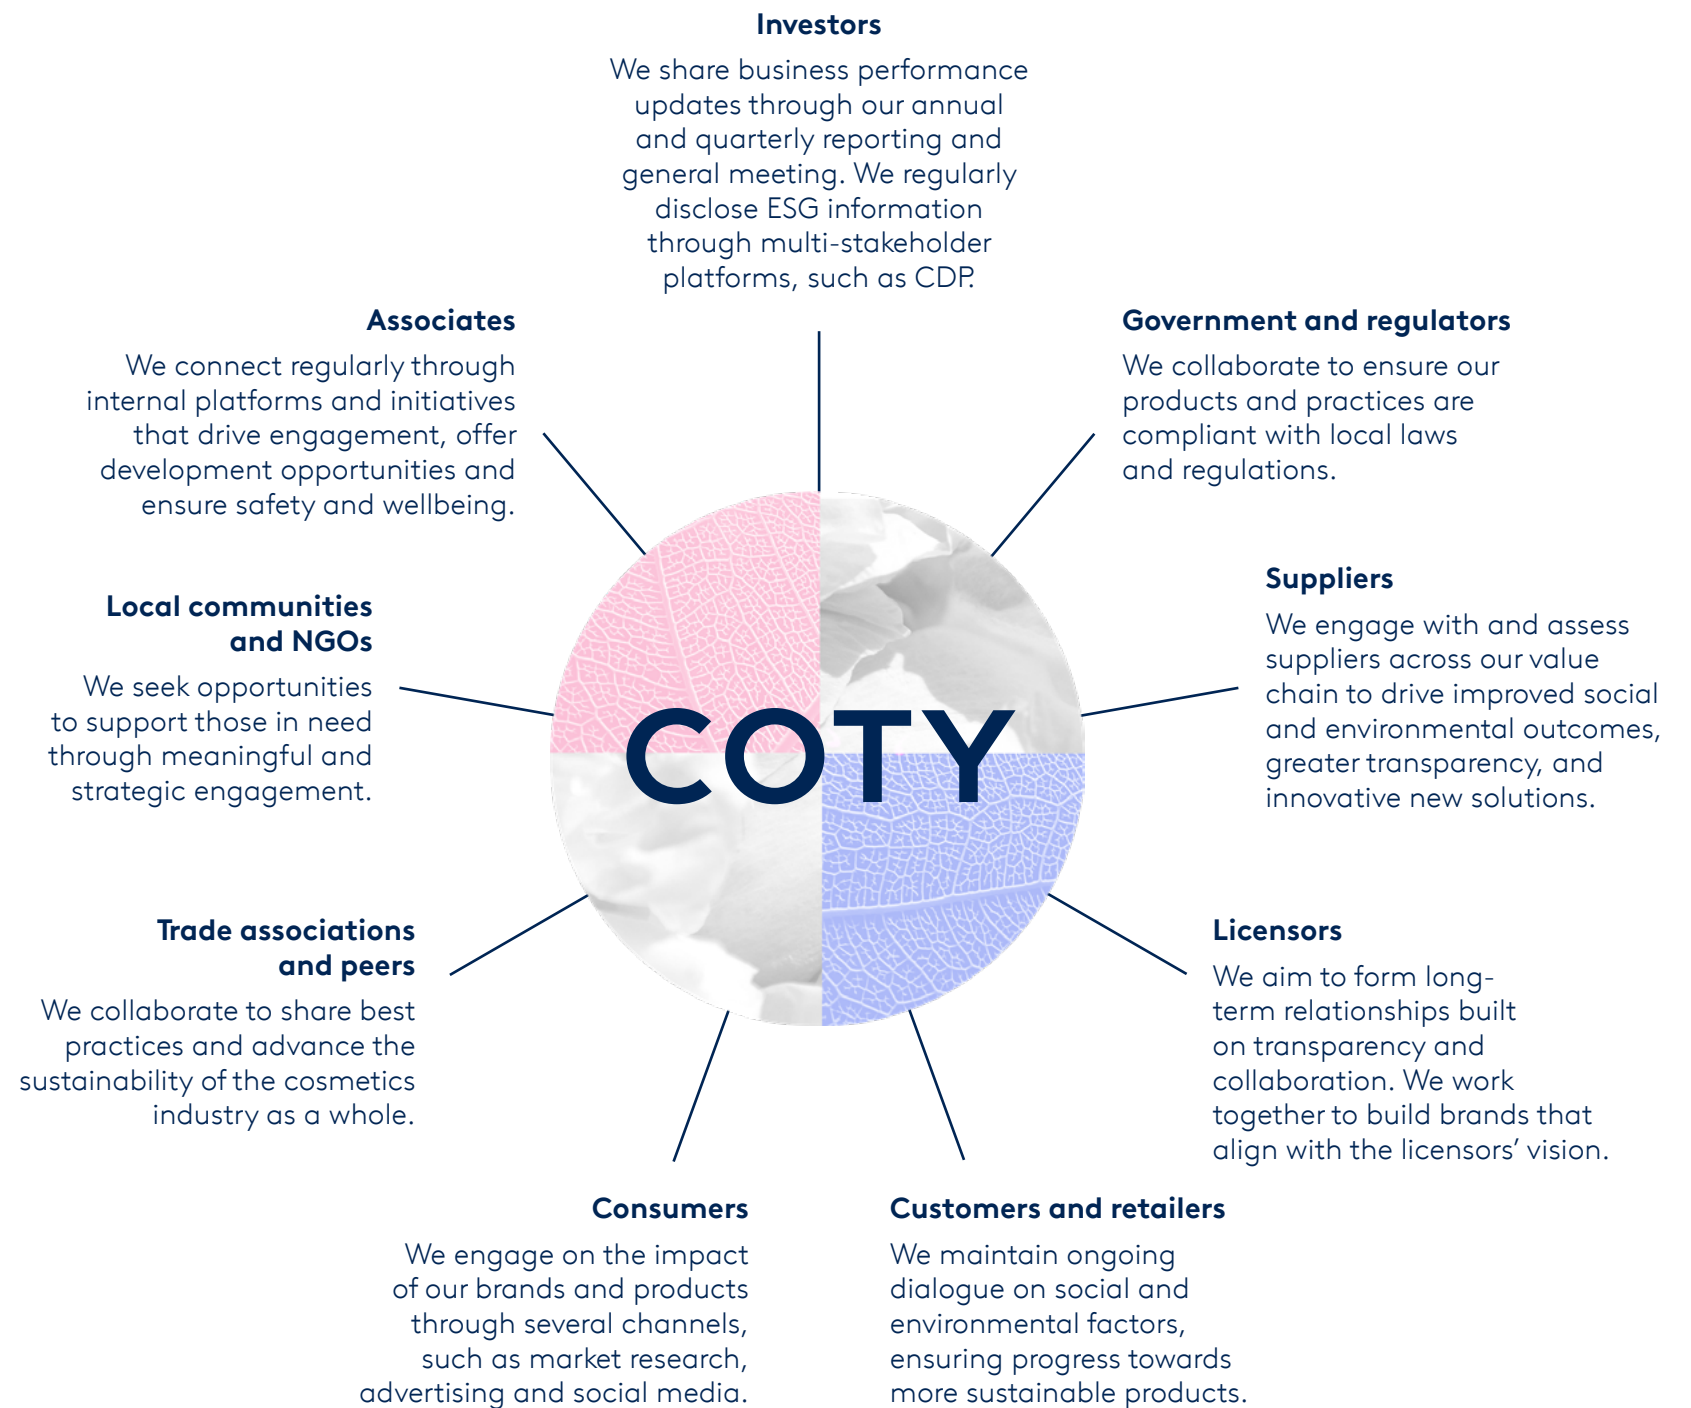 Investors
We share business performance
updates through our annual
and quarterly reporting and
general meeting. We regularly
disclose ESG information
through multi-stakeholder
platforms, such as CDP.
Associates
We connect regularly through
internal platforms and initiatives
that drive engagement, offer
development opportunities and
ensure safety and wellbeing.
Government and regulators
We collaborate to ensure our
products and practices are
compliant with local laws
and regulations.
Local communities
and NGOs
We seek opportunities
to support those in need
through meaningful and
strategic engagement.
Suppliers
We engage with and assess
suppliers across our value
chain to drive improved social
and environmental outcomes,
greater transparency, and
innovative new solutions.
COTY
Trade associations
and peers
We collaborate to share best
practices and advance the
sustainability of the cosmetics
industry as a whole.
Licensors
We aim to form long-
term relationships built
on transparency and
collaboration. We work
together to build brands that
align with the licensors’ vision.
Consumers
We engage on the impact
of our brands and products
through several channels,
such as market research,
advertising and social media.
Customers and retailers
We maintain ongoing
dialogue on social and
environmental factors,
ensuring progress towards
more sustainable products.